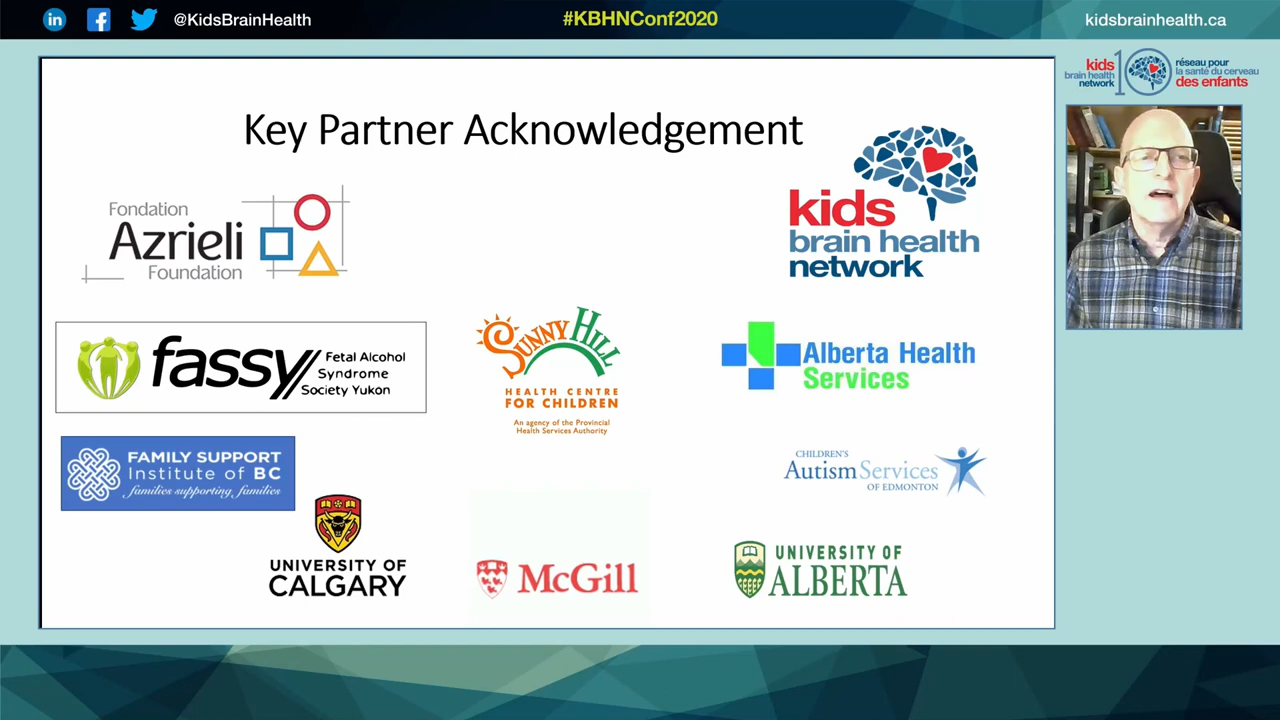 @KidsBrainHealth
#KBHNConf2020
kidsbrainhealth.ca
kids
brain health
network
10
réseau pour
la santé du cerveau
des enfants
Key Partner Acknowledgement
Fondation
Azrieli
Foundation
kids
brain health
network
fassy
Fetal Alcohol
Syndrome
Society Yukon
SUNNY HILL
HEALTH CENTRE
FOR CHILDREN
An agency of the Provincial
Health Services Authority
Alberta Health
Services
FAMILY SUPPORT
Institute of BC
families supporting families
CHILDREN'S
Autism Services
OF EDMONTON
UNIVERSITY OF
CALGARY
McGill
UNIVERSITY OF
ALBERTA